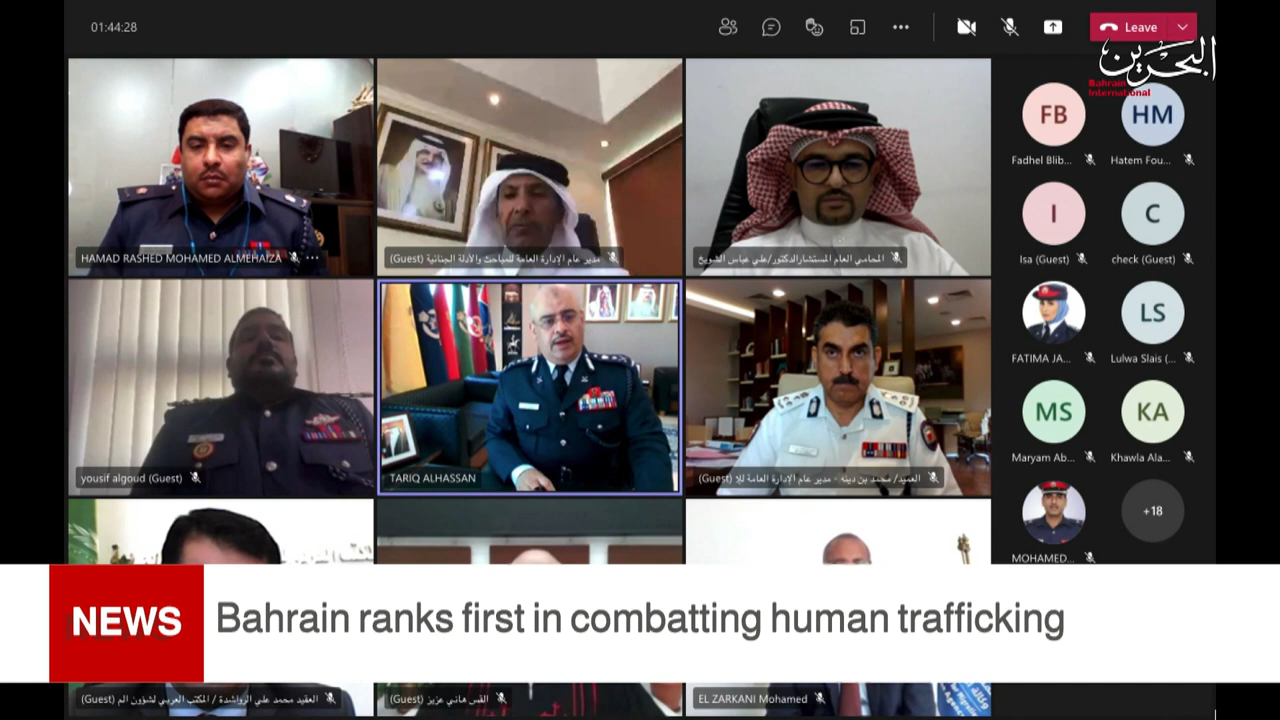 01:44:28
Leave
البحرين
Bahrain
International
FB
HM
Fadhel Blib...
Hatem Fou...
HAMAD RASHED MOHAMED ALMEHAIZA
مدير عام الإدارة العامة للمباحث والأدلة الجنائية (Guest)
المحامي العام المستشارالدكتور/علي عباس الشويخ
I
C
Isa (Guest)
check (Guest)
LS
FATIMA JA...
Lulwa Slais (...
MS
KA
Maryam Ab...
Khawla Ala...
yousif algoud (Guest)
TARIQ ALHASSAN
العميد/ محمد بن دينه - مدير عام الإدارة العامة للا (Guest)
+18
MOHAMED...
NEWS
Bahrain ranks first in combatting human trafficking
العقيد محمد علي الرواشدة / المكتب العربي لشؤون الم (Guest)
القس هاني عزيز (Guest)
EL ZARKANI Mohamed